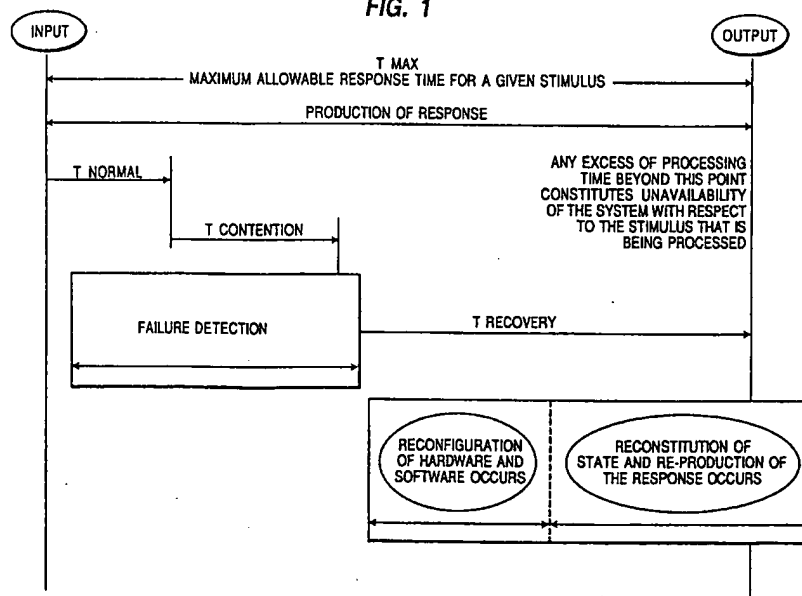 FIG. 1
INPUT
OUTPUT
T MAX
MAXIMUM ALLOWABLE RESPONSE TIME FOR A GIVEN STIMULUS
PRODUCTION OF RESPONSE
T NORMAL
ANY EXCESS OF PROCESSING
TIME BEYOND THIS POINT
CONSTITUTES UNAVAILABILITY
OF THE SYSTEM WITH RESPECT
TO THE STIMULUS THAT IS
BEING PROCESSED
T CONTENTION
FAILURE DETECTION
T RECOVERY
RECONFIGURATION
OF HARDWARE AND
SOFTWARE OCCURS
RECONSTITUTION OF
STATE AND RE-PRODUCTION OF
THE RESPONSE OCCURS